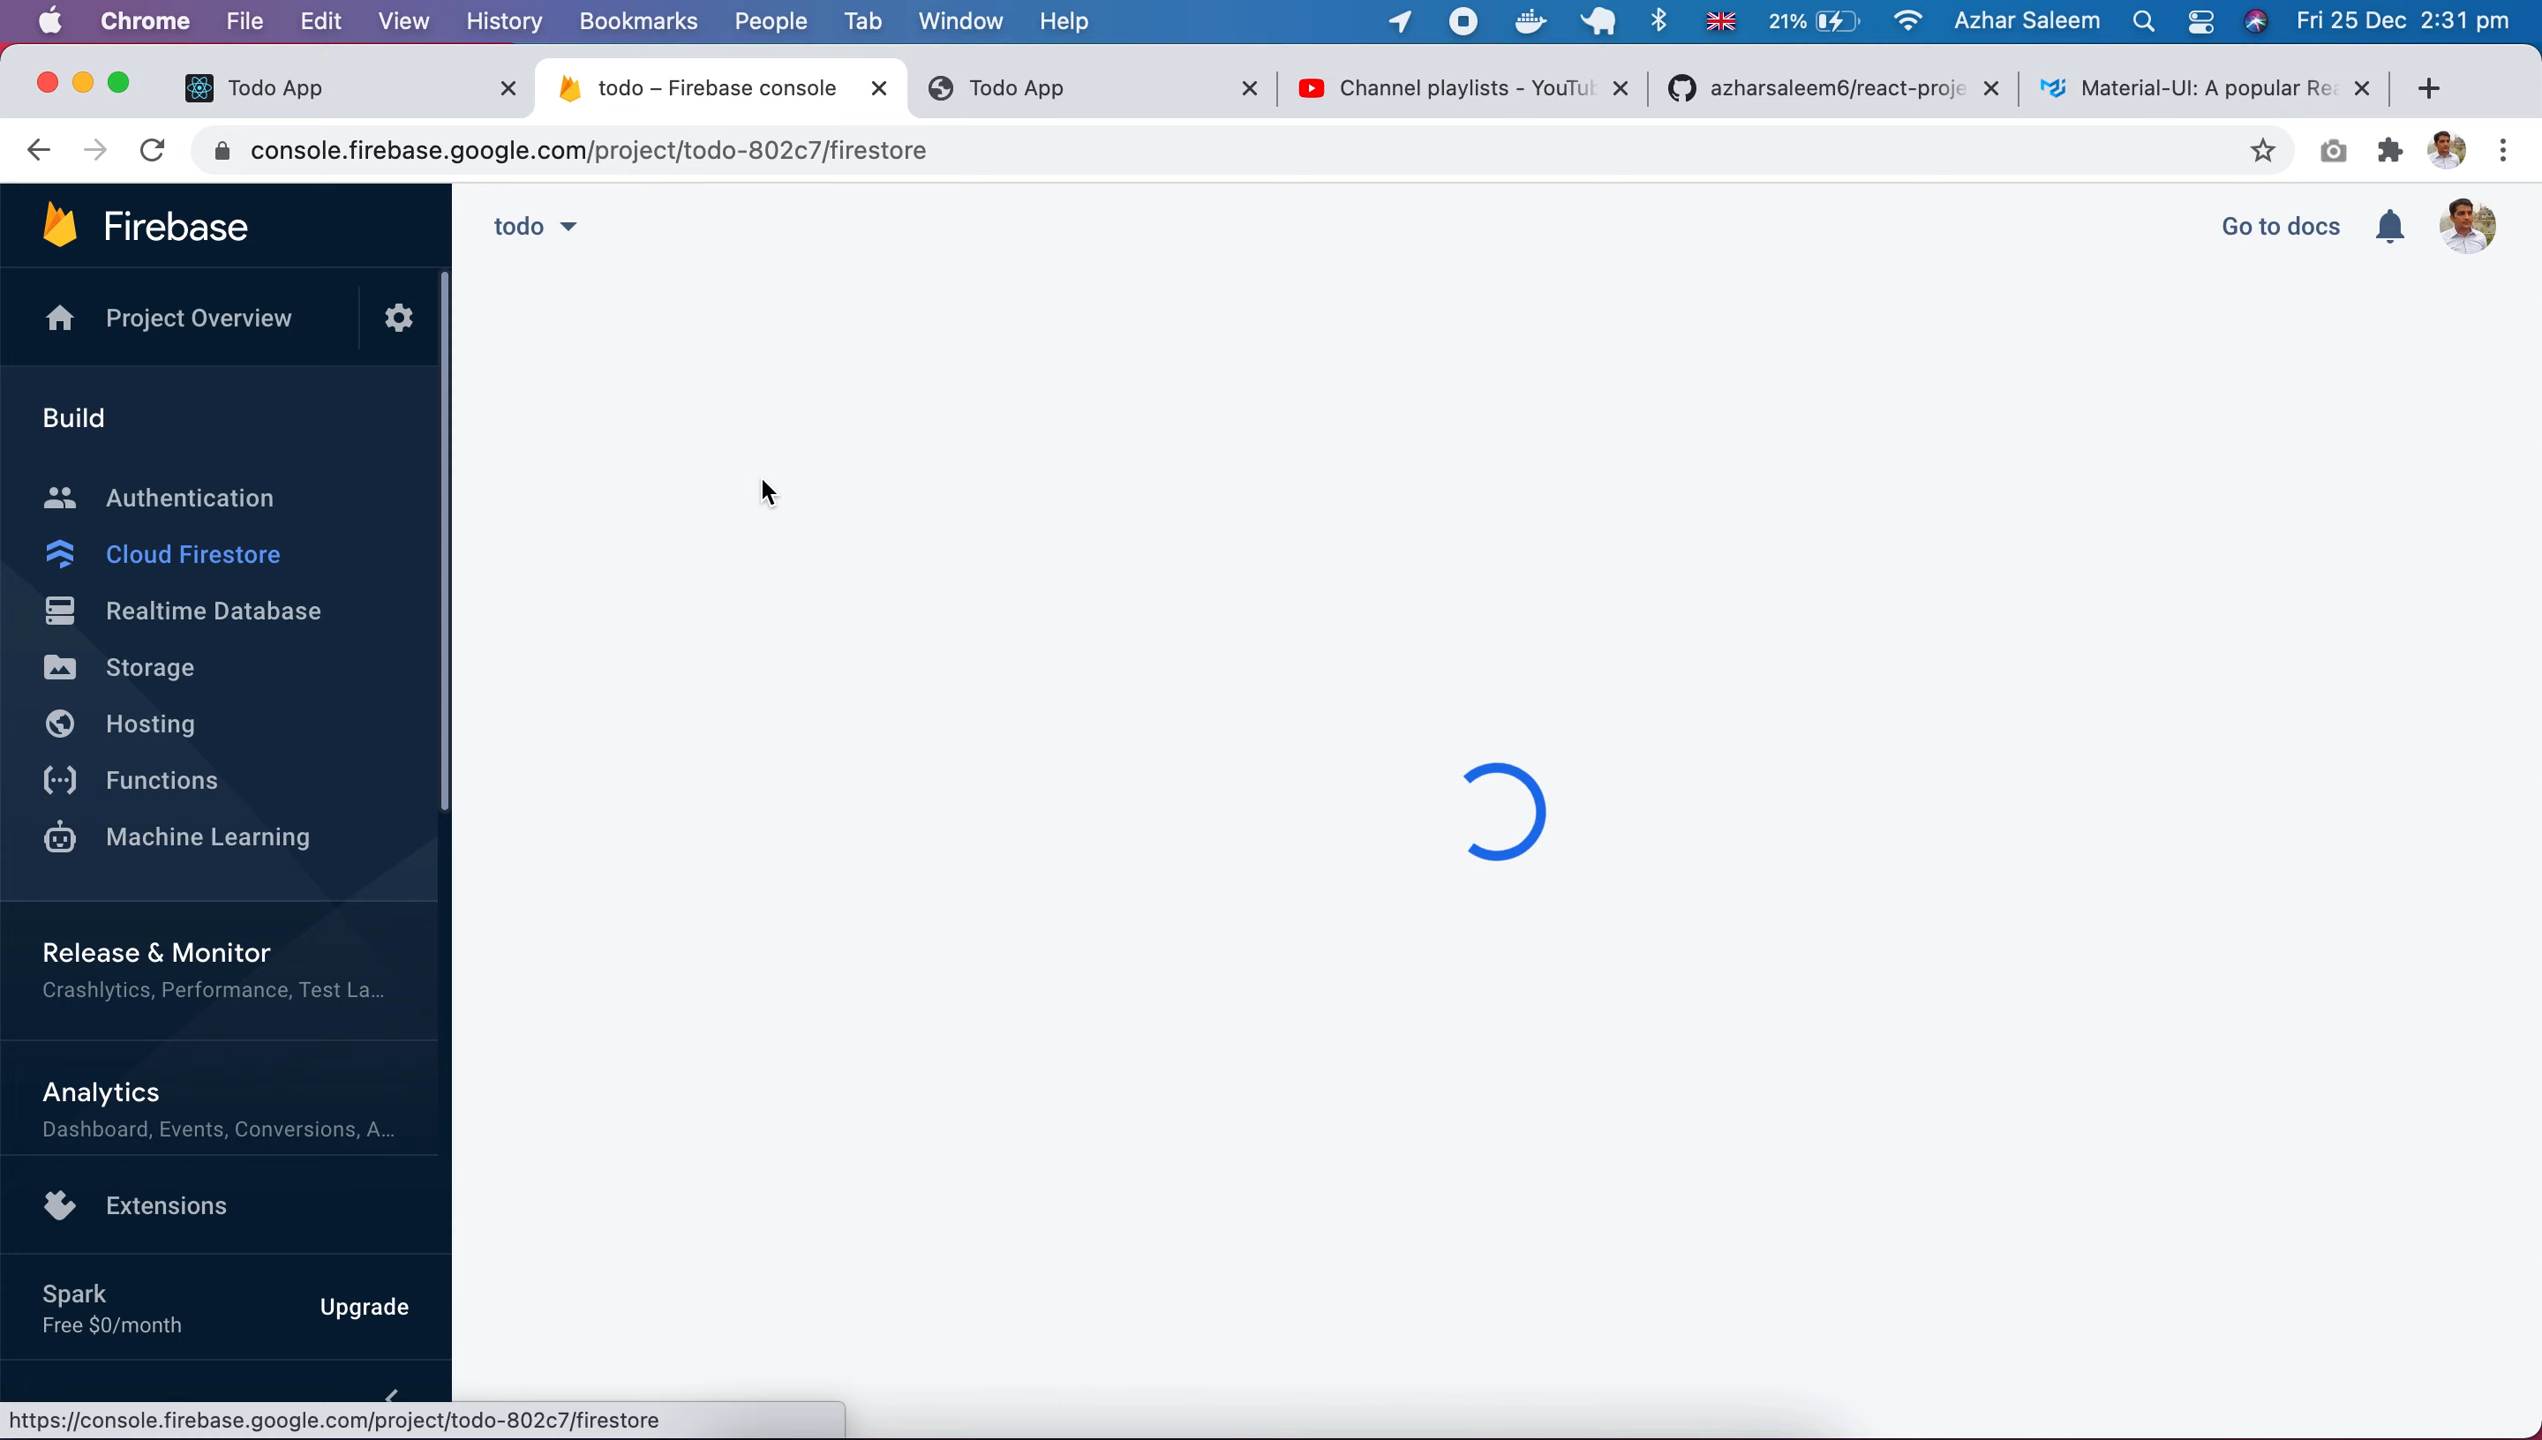 Chrome File Edit View History Bookmarks People Tab Window Help 21% Azhar Saleem Fri 25 Dec 2:31 pm
Todo App todo – Firebase console Todo App Channel playlists - YouTub azharsaleem6/react-proje Material-UI: A popular Rea
console.firebase.google.com/project/todo-802c7/firestore
Firebase
todo
Go to docs
Project Overview
Build
Authentication
Cloud Firestore
Realtime Database
Storage
Hosting
Functions
Machine Learning
Release & Monitor
Crashlytics, Performance, Test La...
Analytics
Dashboard, Events, Conversions, A...
Extensions
Spark
Free $0/month
Upgrade
https://console.firebase.google.com/project/todo-802c7/firestore